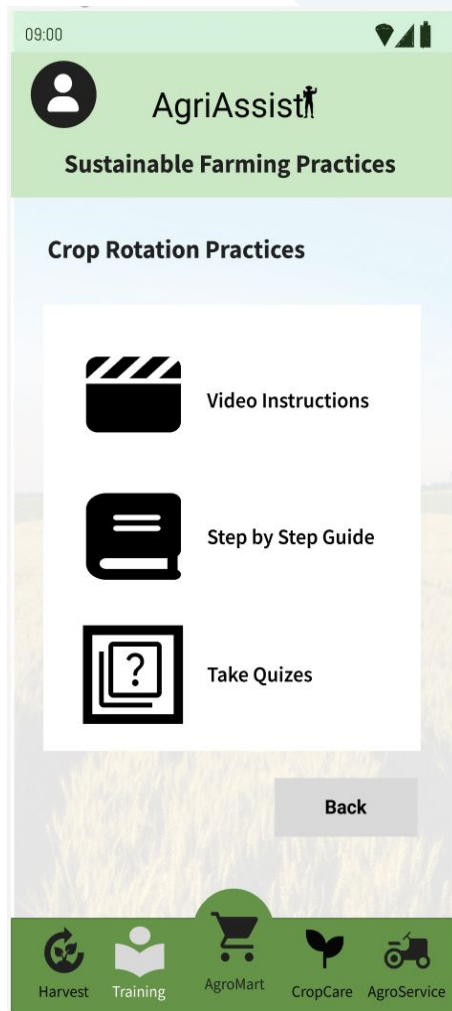 09:00
AgriAssist
Sustainable Farming Practices
Crop Rotation Practices
Video Instructions
Step by Step Guide
?
Take Quizes
Back
Harvest
Training
AgroMart
CropCare
AgroService